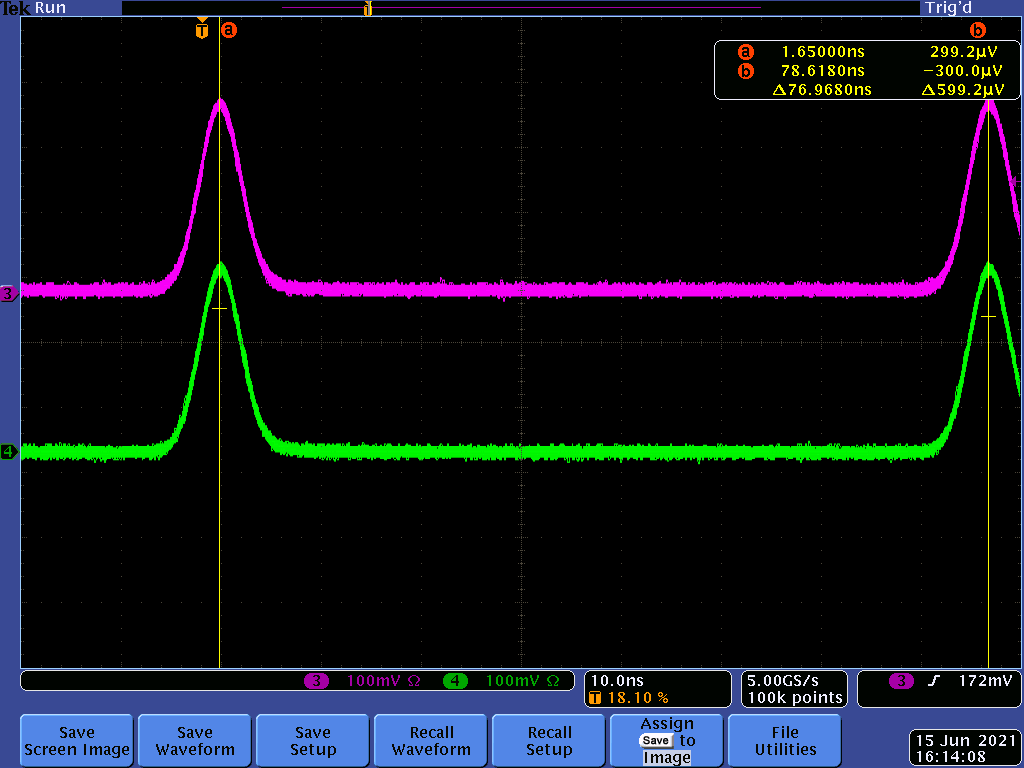 Tek Run Trig'd
T a b
a 1.65000ns 299.2µV
b 78.6180ns −300.0µV
Δ76.9680ns Δ599.2µV
3
4
3 100mV Ω 4 100mV Ω
10.0ns
T 18.10 %
5.00GS/s
100k points
3 172mV
Save
Screen Image
Save
Waveform
Save
Setup
Recall
Waveform
Recall
Setup
Assign
Save to
Image
File
Utilities
15 Jun 2021
16:14:08